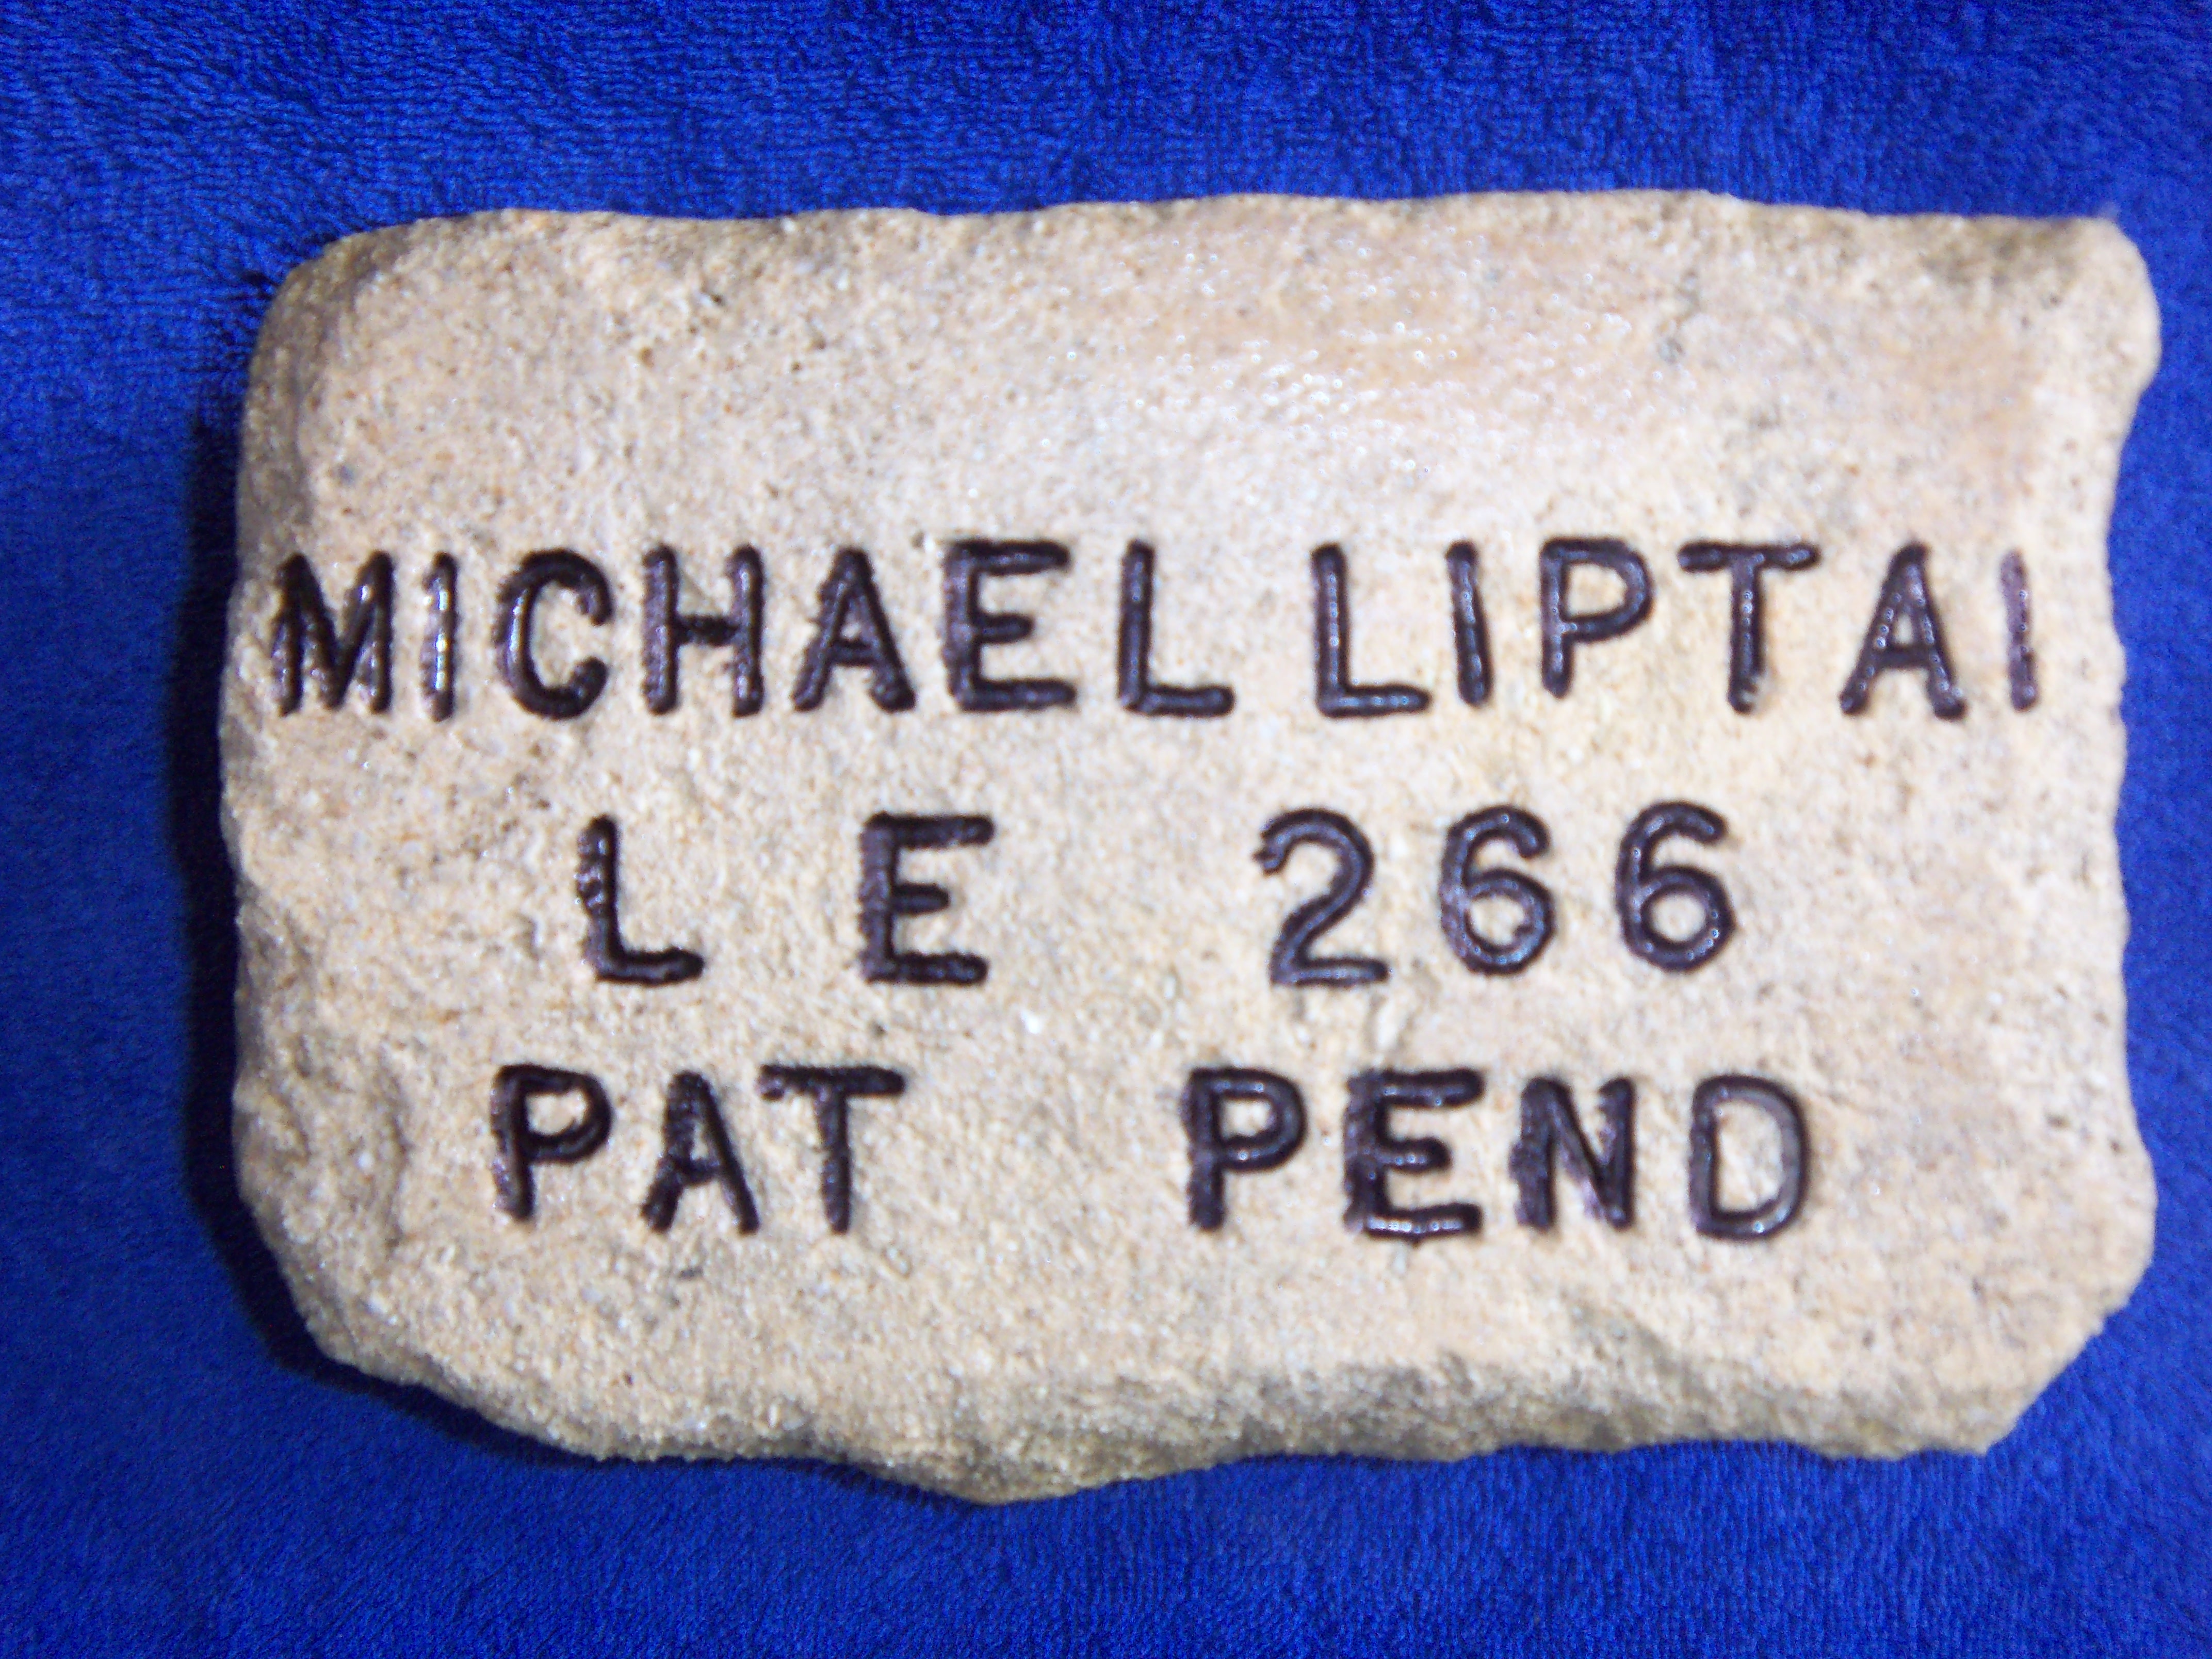 MICHAEL LIPTAI
L E 266
PAT PEND